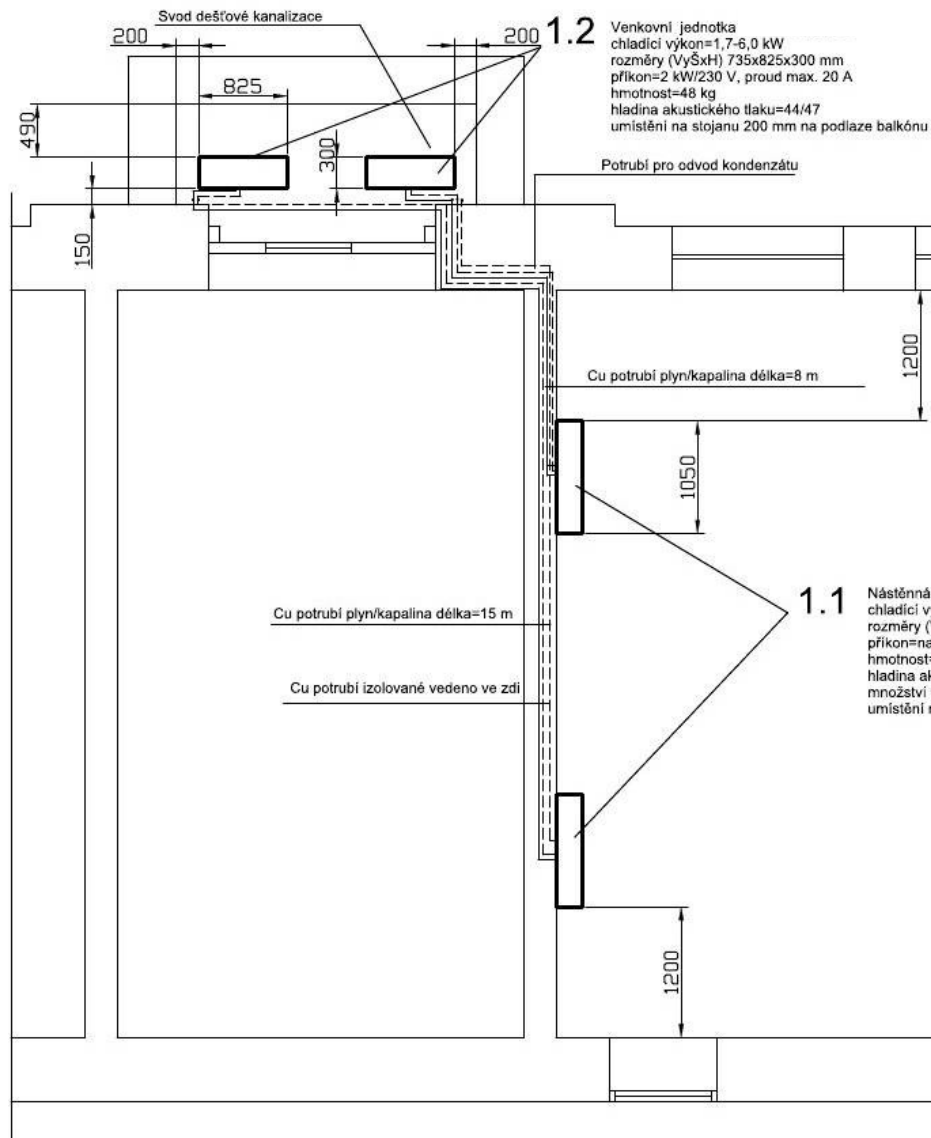 Svod dešťové kanalizace
200
200
1.2
Venkovní jednotka
chladící výkon=1,7-6,0 kW
rozměry (VyŠxH) 735x825x300 mm
příkon=2 kW/230 V, proud max. 20 A
hmotnost=48 kg
hladina akustického tlaku=44/47
umístění na stojanu 200 mm na podlaze balkónu
825
490
300
Potrubí pro odvod kondenzátu
150
1200
Cu potrubí plyn/kapalina délka=8 m
1050
1.1
Nástěnná
chladící v
rozměry (
příkon=na
hmotnost=
hladina ak
množství
umístění n
Cu potrubí plyn/kapalina délka=15 m
Cu potrubí izolované vedeno ve zdi
1200